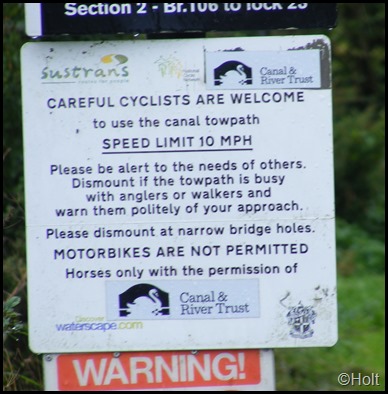 Section 2 - Br.106 to lock 23
sustrans
Canal &
River Trust
CAREFUL CYCLISTS ARE WELCOME
to use the canal towpath
SPEED LIMIT 10 MPH
Please be alert to the needs of others.
Dismount if the towpath is busy
with anglers or walkers and
warn them politely of your approach.
Please dismount at narrow bridge holes.
MOTORBIKES ARE NOT PERMITTED
Horses only with the permission of
Canal &
River Trust
Discover
waterscape.com
WARNING!
©Holt